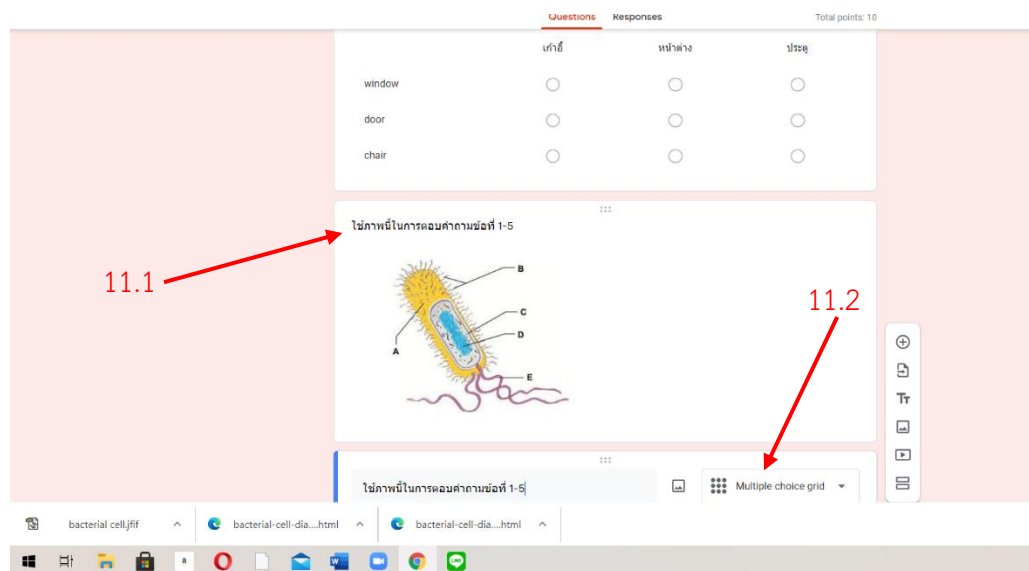 Questions Responses Total points: 10
เก้าอี้ หน้าต่าง ประตู
window
door
chair
ใช้ภาพนี้ในการตอบคำถามข้อที่ 1-5
11.1
11.2
B
C
D
A
E
Tт
ใช้ภาพนี้ในการตอบคำถามข้อที่ 1-5 Multiple choice grid
bacterial cell.jfif bacterial-cell-dia....html bacterial-cell-dia....html
a W LINE